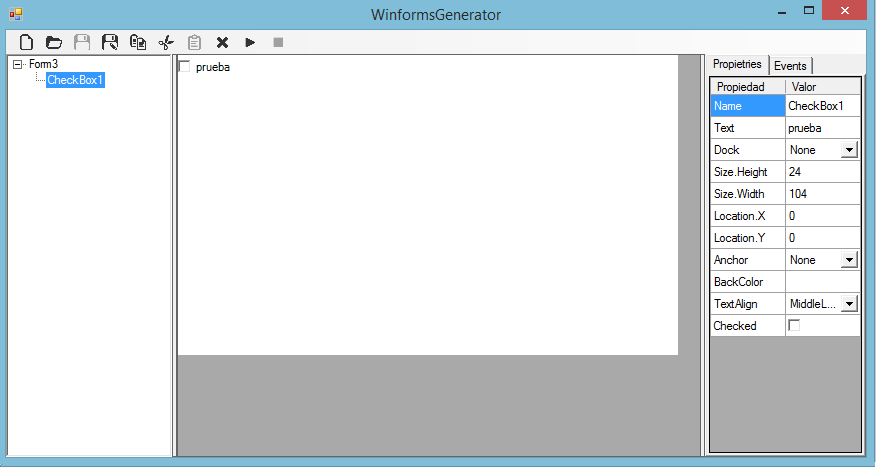 WinformsGenerator
Form3
CheckBox1
prueba
Propietries Events
Propiedad Valor
Name CheckBox1
Text prueba
Dock None
Size.Height 24
Size.Width 104
Location.X 0
Location.Y 0
Anchor None
BackColor
TextAlign MiddleL...
Checked